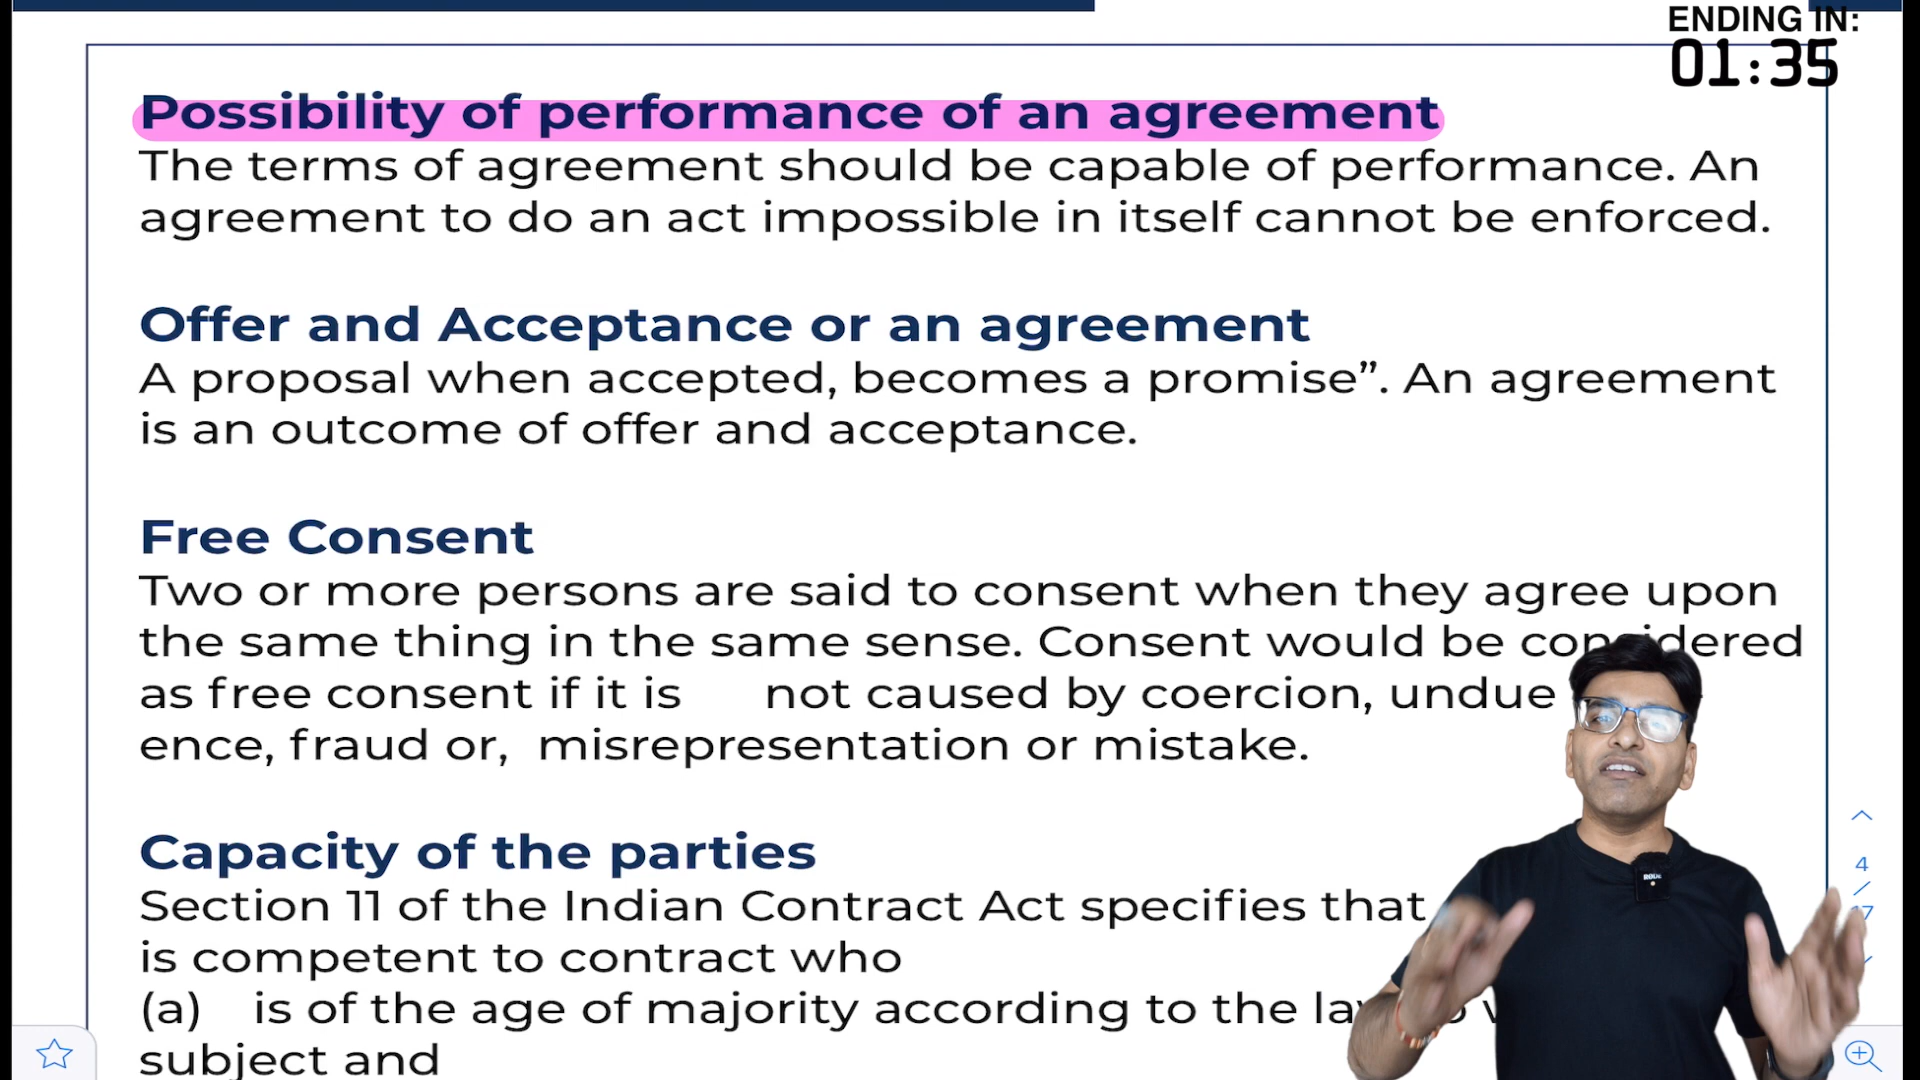 ENDING IN:
01:35
Possibility of performance of an agreement
The terms of agreement should be capable of performance. An
agreement to do an act impossible in itself cannot be enforced.
Offer and Acceptance or an agreement
A proposal when accepted, becomes a promise”. An agreement
is an outcome of offer and acceptance.
Free Consent
Two or more persons are said to consent when they agree upon
the same thing in the same sense. Consent would be considered
as free consent if it is not caused by coercion, undue
ence, fraud or, misrepresentation or mistake.
Capacity of the parties
Section 11 of the Indian Contract Act specifies that
is competent to contract who
(a) is of the age of majority according to the
subject and
4
/